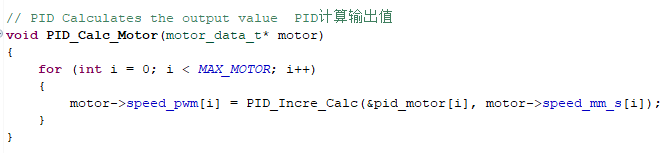 // PID Calculates the output value  PID计算输出值
void PID_Calc_Motor(motor_data_t* motor)
{
    for (int i = 0; i < MAX_MOTOR; i++)
    {
        motor->speed_pwm[i] = PID_Incre_Calc(&pid_motor[i], motor->speed_mm_s[i]);
    }
}